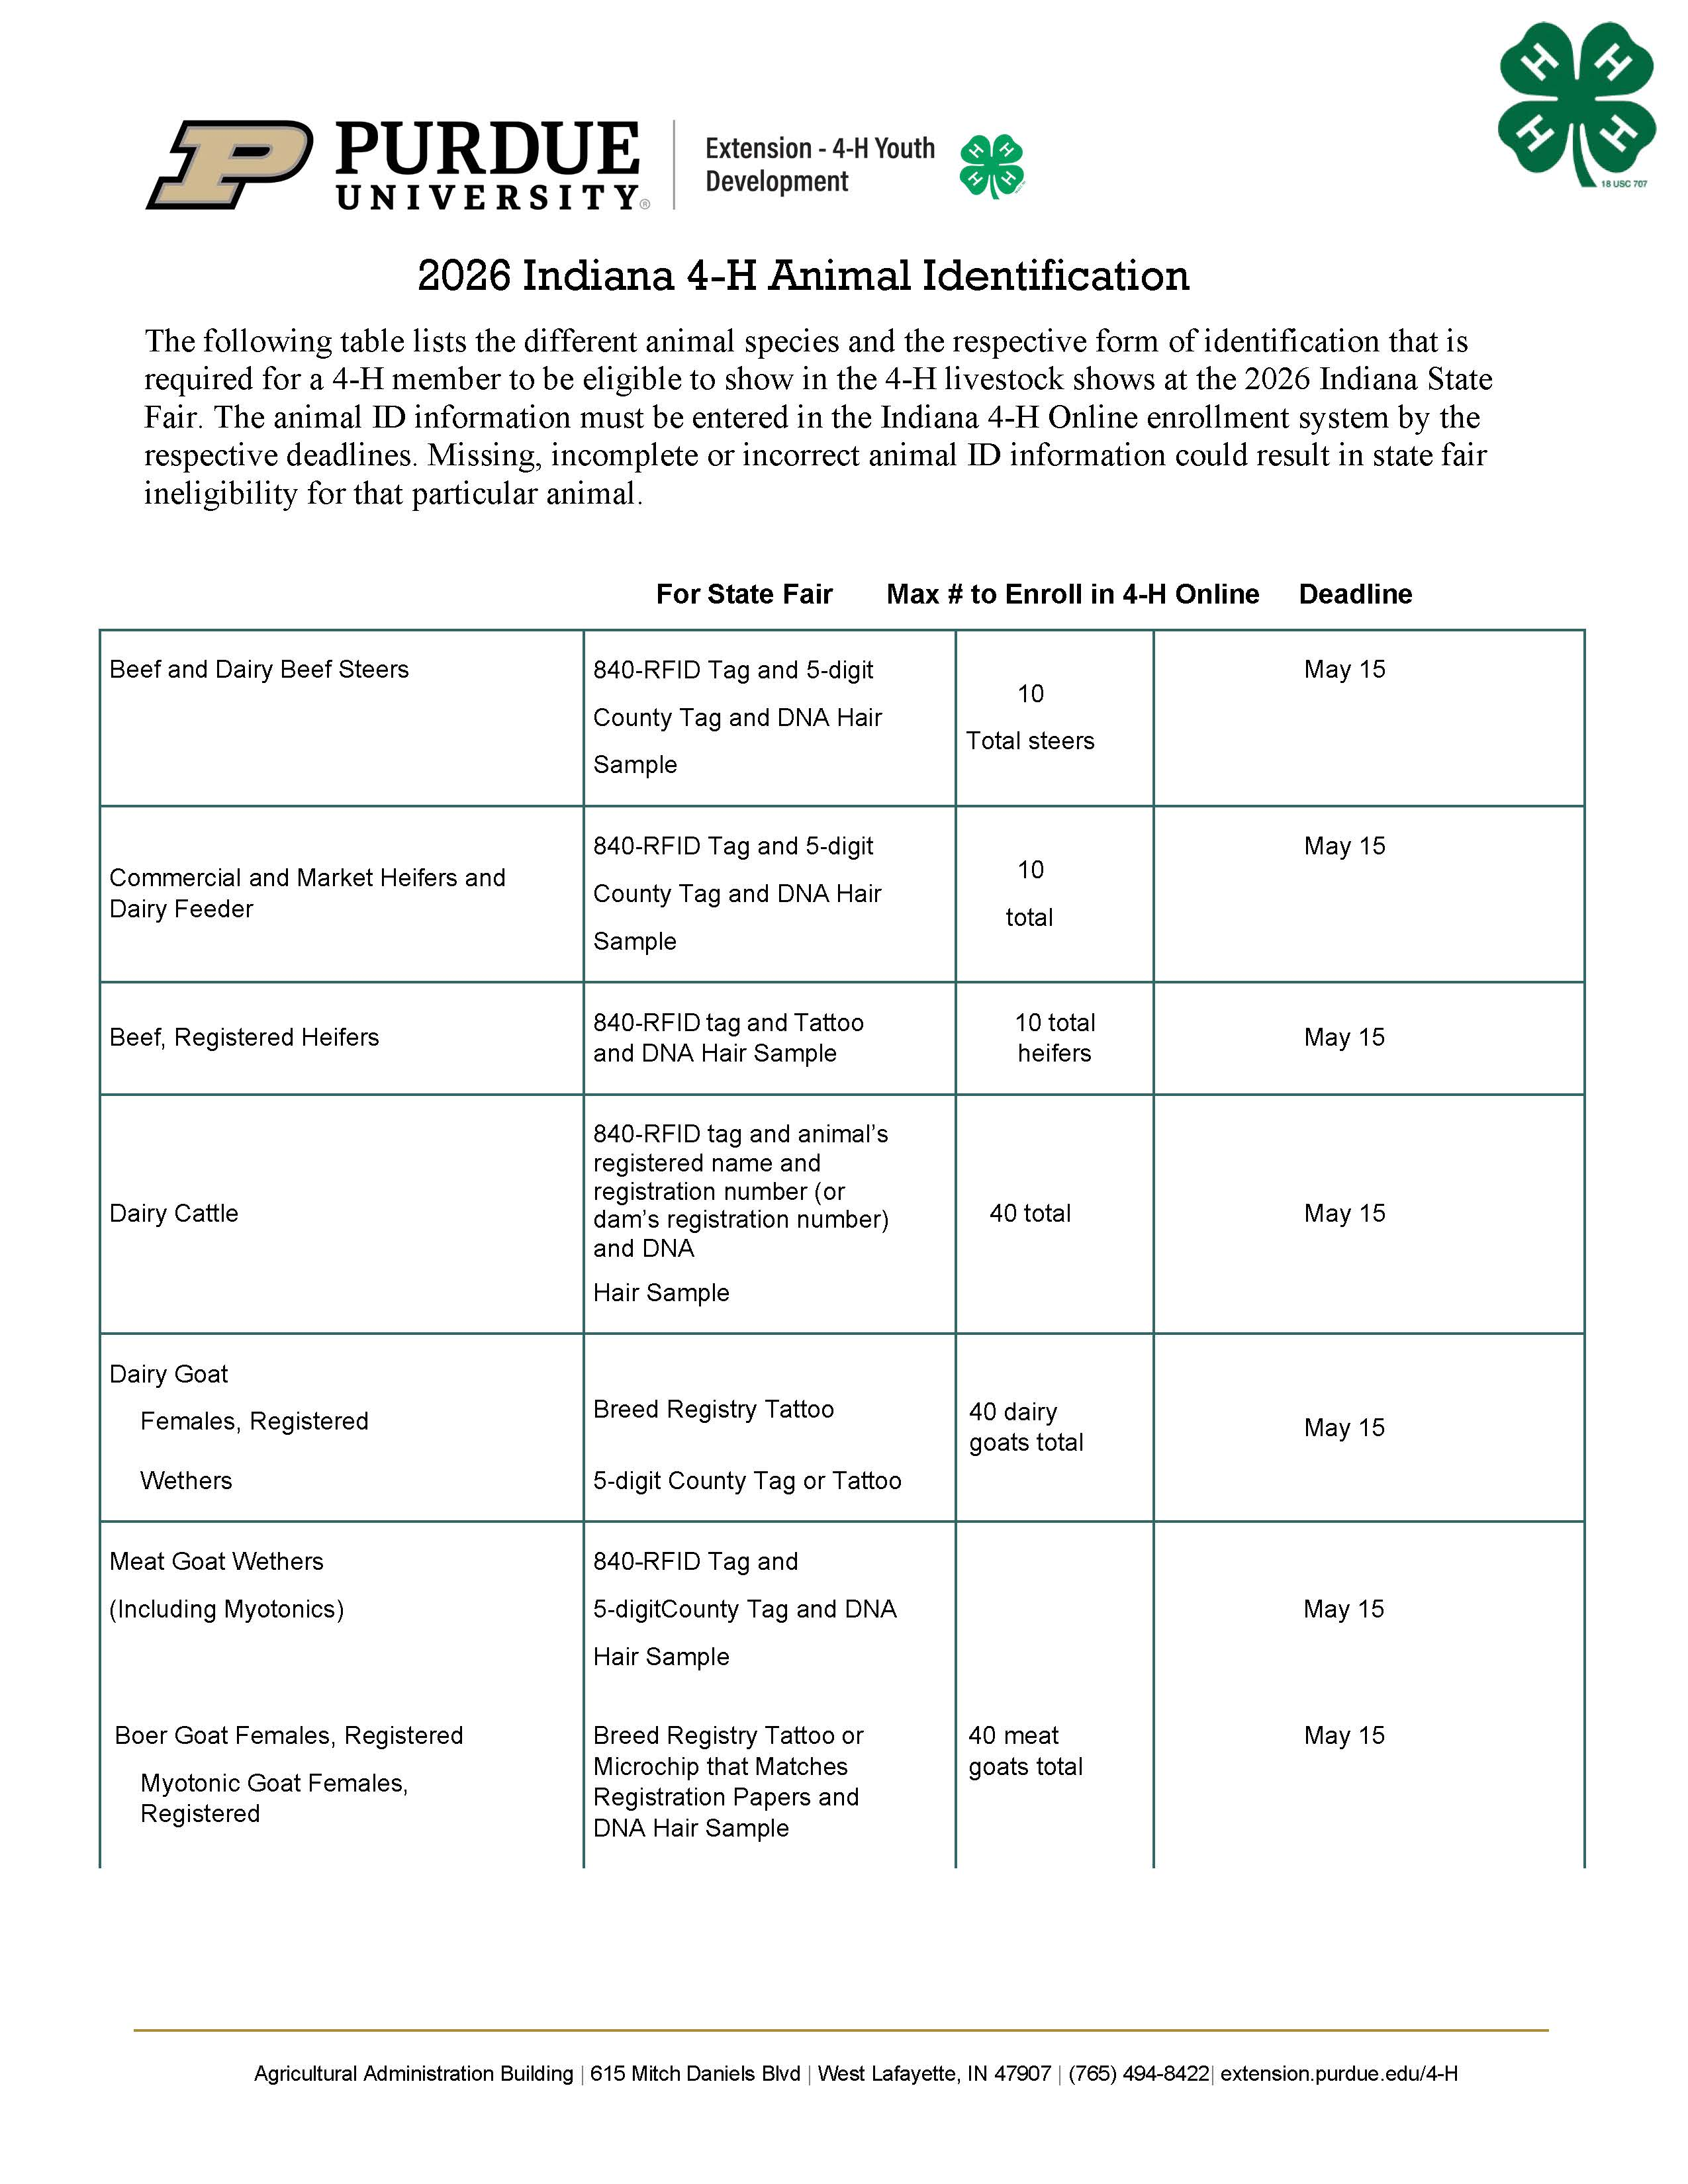 PURDUE
UNIVERSITY®
Extension - 4-H Youth
Development
H H
H H
H H
H H
18 USC 707
2026 Indiana 4-H Animal Identification
The following table lists the different animal species and the respective form of identification that is
required for a 4-H member to be eligible to show in the 4-H livestock shows at the 2026 Indiana State
Fair. The animal ID information must be entered in the Indiana 4-H Online enrollment system by the
respective deadlines. Missing, incomplete or incorrect animal ID information could result in state fair
ineligibility for that particular animal.
For State Fair Max # to Enroll in 4-H Online Deadline
Beef and Dairy Beef Steers
840-RFID Tag and 5-digit
County Tag and DNA Hair
Sample
10
Total steers
May 15
Commercial and Market Heifers and
Dairy Feeder
840-RFID Tag and 5-digit
County Tag and DNA Hair
Sample
10
total
May 15
Beef, Registered Heifers
840-RFID tag and Tattoo
and DNA Hair Sample
10 total
heifers
May 15
Dairy Cattle
840-RFID tag and animal’s
registered name and
registration number (or
dam’s registration number)
and DNA
Hair Sample
40 total
May 15
Dairy Goat
Females, Registered
Wethers
Breed Registry Tattoo
5-digit County Tag or Tattoo
40 dairy
goats total
May 15
Meat Goat Wethers
(Including Myotonics)
840-RFID Tag and
5-digitCounty Tag and DNA
Hair Sample
May 15
Boer Goat Females, Registered
Myotonic Goat Females,
Registered
Breed Registry Tattoo or
Microchip that Matches
Registration Papers and
DNA Hair Sample
40 meat
goats total
May 15
Agricultural Administration Building | 615 Mitch Daniels Blvd | West Lafayette, IN 47907 | (765) 494-8422| extension.purdue.edu/4-H